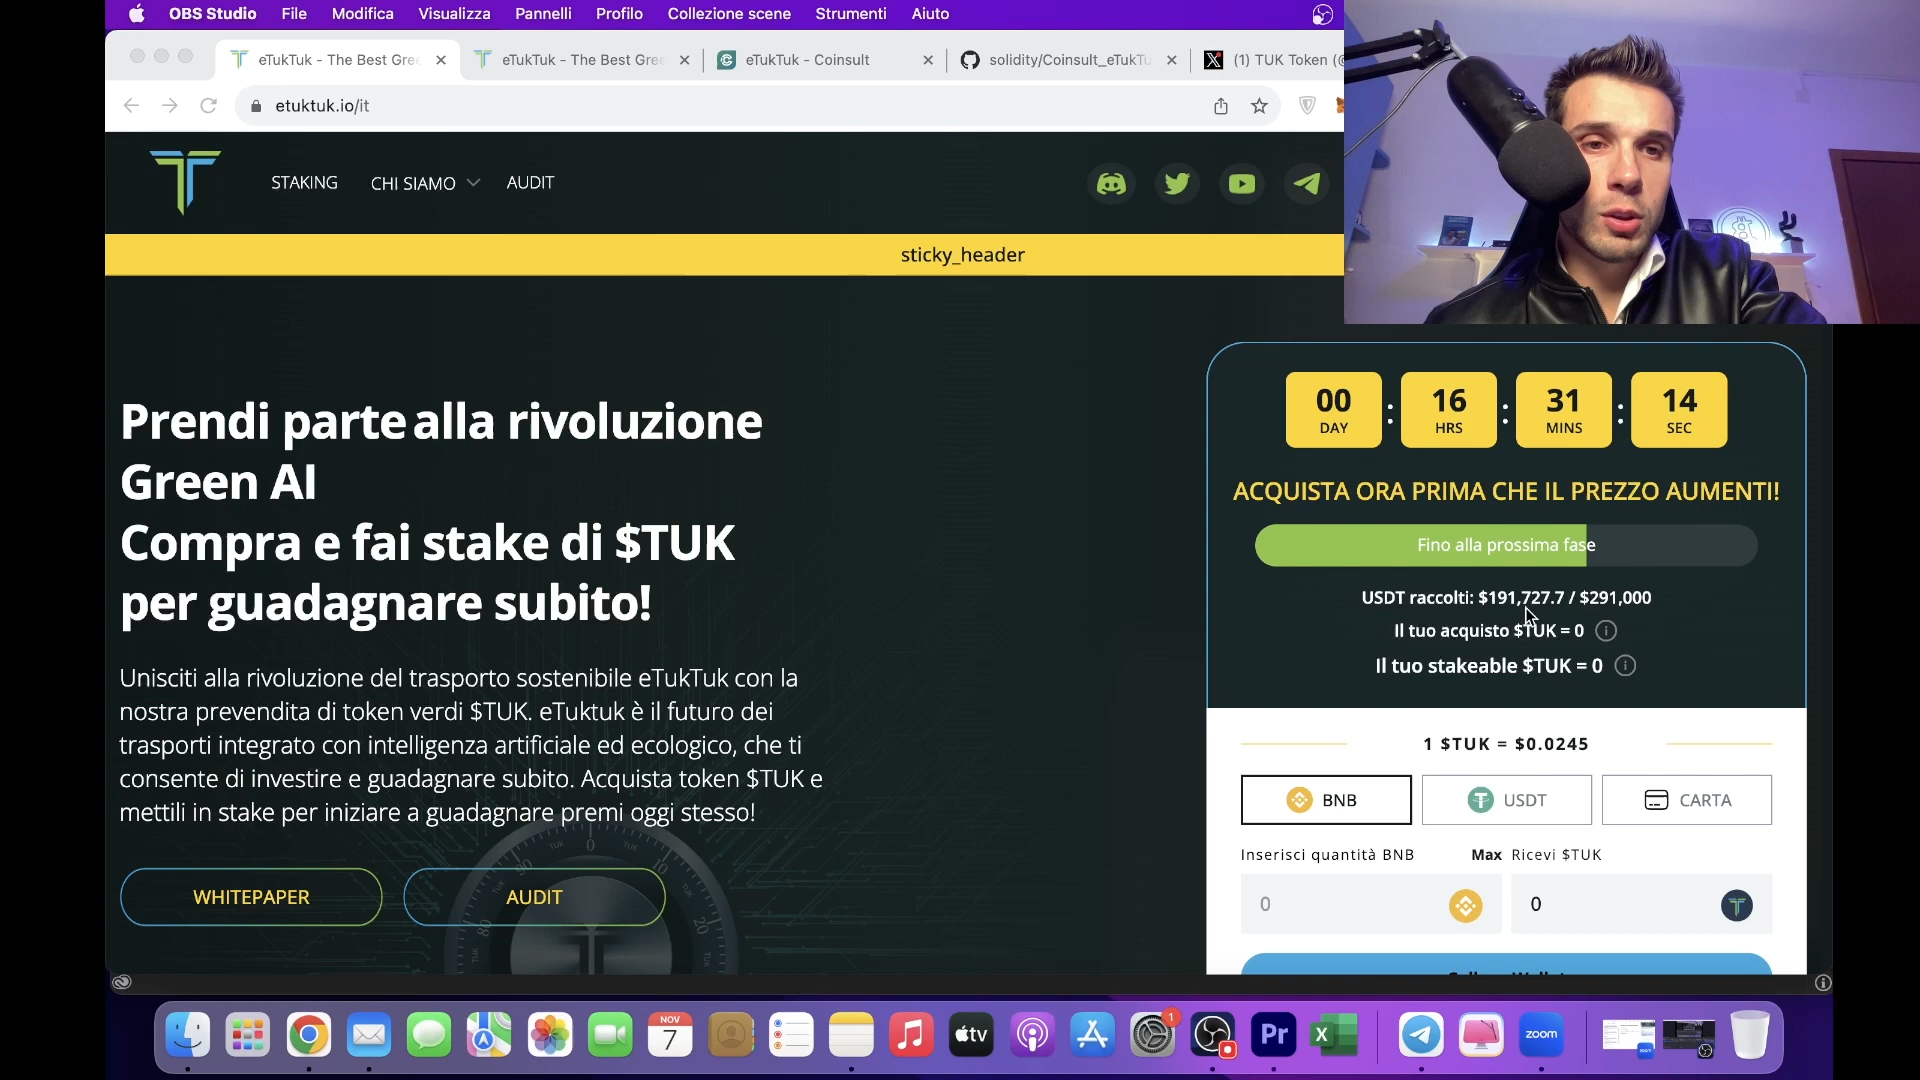 OBS Studio File Modifica Visualizza Pannelli Profilo Collezione scene Strumenti Aiuto
eTukTuk - The Best Gre
eTukTuk - The Best Gre
eTukTuk - Coinsult
solidity/Coinsult_eTukTu
(1) TUK Token (@
etuktuk.io/it
STAKING
CHI SIAMO
AUDIT
sticky_header
Prendi parte alla rivoluzione
Green AI
Compra e fai stake di $TUK
per guadagnare subito!
Unisciti alla rivoluzione del trasporto sostenibile eTukTuk con la
nostra prevendita di token verdi $TUK. eTuktuk è il futuro dei
trasporti integrato con intelligenza artificiale ed ecologico, che ti
consente di investire e guadagnare subito. Acquista token $TUK e
mettili in stake per iniziare a guadagnare premi oggi stesso!
WHITEPAPER
AUDIT
00 : 16 : 31 : 14
DAY HRS MINS SEC
ACQUISTA ORA PRIMA CHE IL PREZZO AUMENTI!
Fino alla prossima fase
USDT raccolti: $191,727.7 / $291,000
Il tuo acquisto $TUK = 0
Il tuo stakeable $TUK = 0
1 $TUK = $0.0245
BNB
USDT
CARTA
Inserisci quantità BNB Max Ricevi $TUK
0
0
NOV
7
tv
1
Pr
X
zoom